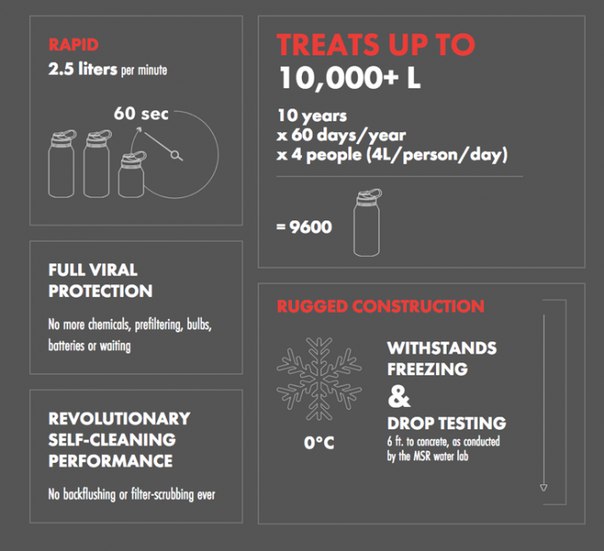 RAPID
2.5 liters per minute
60 sec
TREATS UP TO
10,000+ L
10 years
x 60 days/year
x 4 people (4L/person/day)
= 9600
FULL VIRAL
PROTECTION
No more chemicals, prefiltering, bulbs,
batteries or waiting
REVOLUTIONARY
SELF-CLEANING
PERFORMANCE
No backflushing or filter-scrubbing ever
RUGGED CONSTRUCTION
0°C
WITHSTANDS
FREEZING
&
DROP TESTING
6 ft. to concrete, as conducted
by the MSR water lab